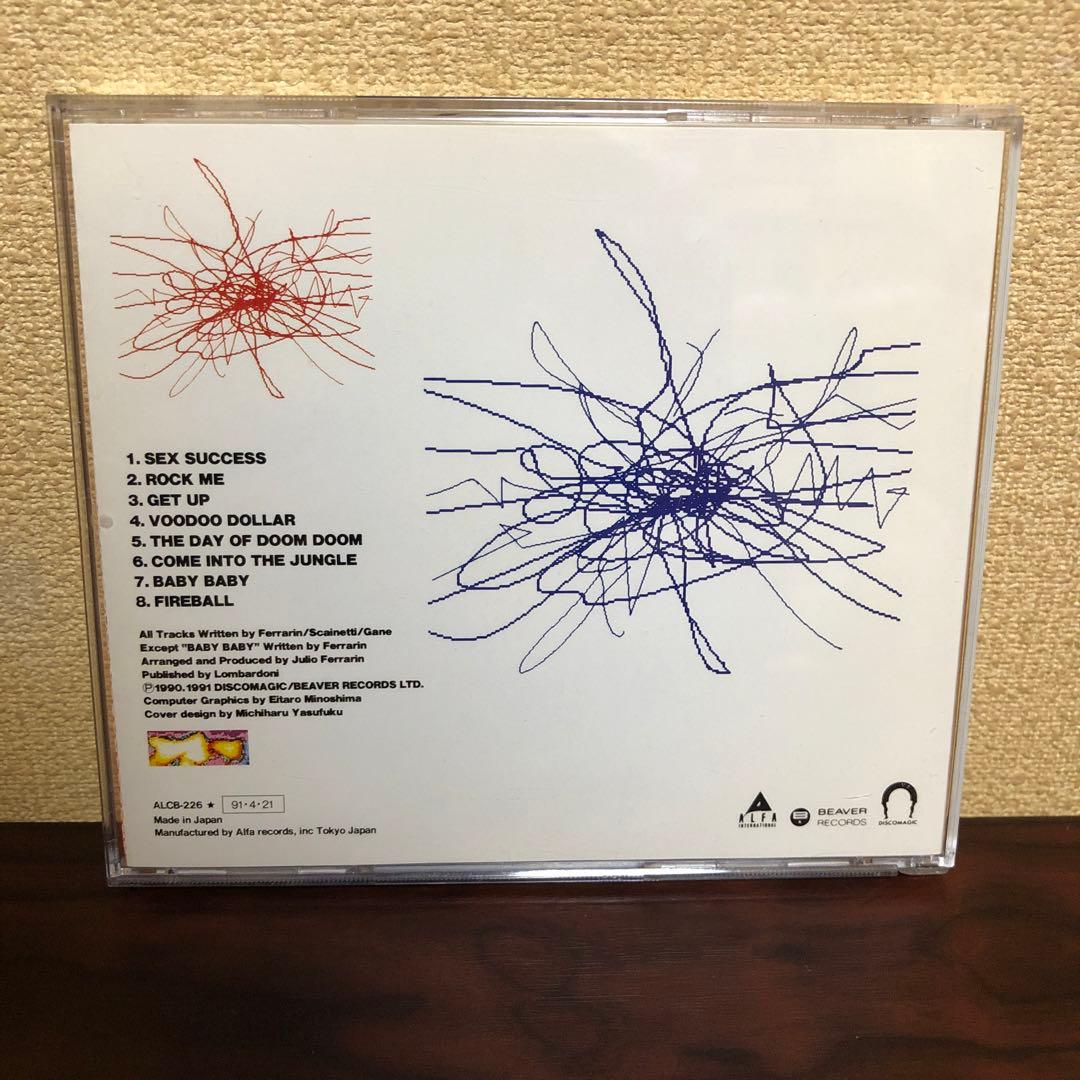 1. SEX SUCCESS
2. ROCK ME
3. GET UP
4. VOODOO DOLLAR
5. THE DAY OF DOOM DOOM
6. COME INTO THE JUNGLE
7. BABY BABY
8. FIREBALL
All Tracks Written by Ferrarin/Scainetti/Gane
Except "BABY BABY" Written by Ferrarin
Arranged and Produced by Julio Ferrarin
Published by Lombardoni
Ⓟ1990.1991 DISCOMAGIC/BEAVER RECORDS LTD.
Computer Graphics by Eitaro Minoshima
Cover design by Michiharu Yasufuku
ALCB-226 ★ 91・4・21
Made in Japan
Manufactured by Alfa records, inc Tokyo Japan
ALFA
INTERNATIONAL
BEAVER
RECORDS
DISCOMAGIC